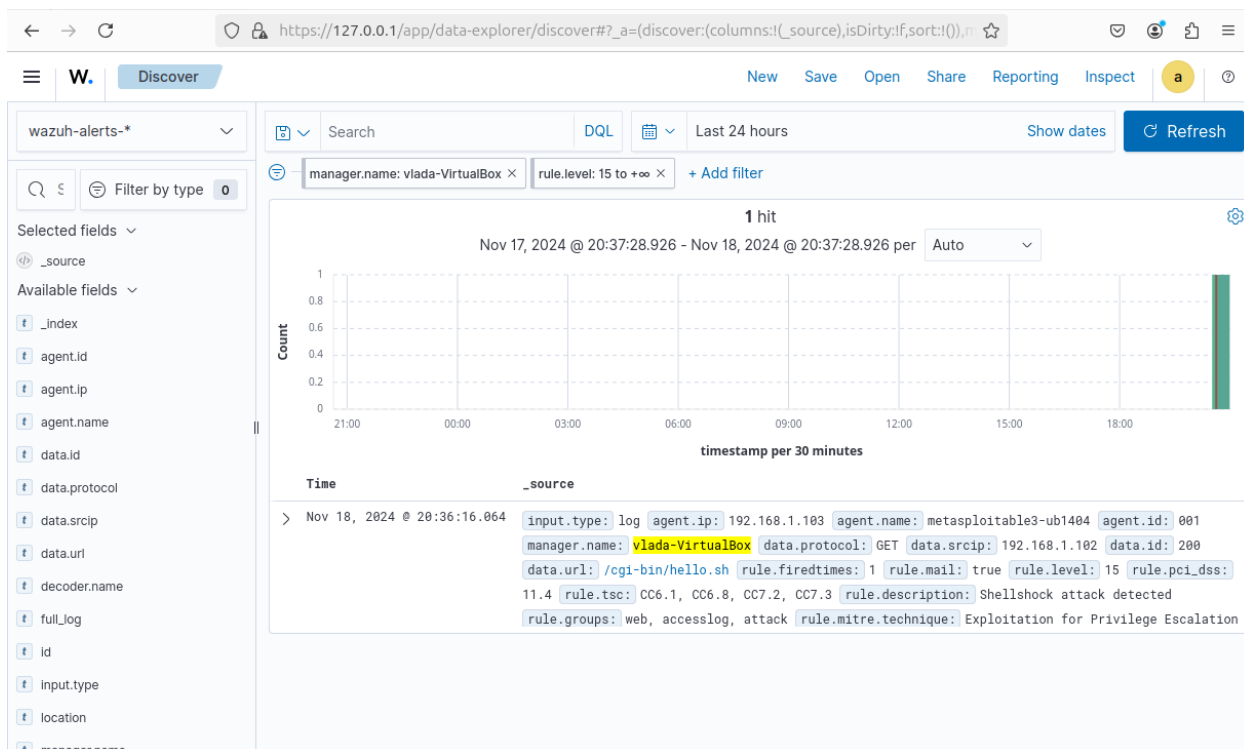 https://127.0.0.1/app/data-explorer/discover#?_a=(discover:(columns:!(_source),isDirty:!f,sort:!()),
W. Discover New Save Open Share Reporting Inspect a
wazuh-alerts-*
Search DQL Last 24 hours Show dates Refresh
manager.name: vlada-VirtualBox × rule.level: 15 to +∞ × + Add filter
S Filter by type 0
Selected fields
_source
Available fields
_index
agent.id
agent.ip
agent.name
data.id
data.protocol
data.srcip
data.url
decoder.name
full_log
id
input.type
location
1 hit
Nov 17, 2024 @ 20:37:28.926 - Nov 18, 2024 @ 20:37:28.926 per Auto
Count
1
0.8
0.6
0.4
0.2
0
21:00 00:00 03:00 06:00 09:00 12:00 15:00 18:00
timestamp per 30 minutes
Time _source
Nov 18, 2024 @ 20:36:16.064 input.type: log agent.ip: 192.168.1.103 agent.name: metasploitable3-ub1404 agent.id: 001
manager.name: vlada-VirtualBox data.protocol: GET data.srcip: 192.168.1.102 data.id: 200
data.url: /cgi-bin/hello.sh rule.firedtimes: 1 rule.mail: true rule.level: 15 rule.pci_dss:
11.4 rule.tsc: CC6.1, CC6.8, CC7.2, CC7.3 rule.description: Shellshock attack detected
rule.groups: web, accesslog, attack rule.mitre.technique: Exploitation for Privilege Escalation